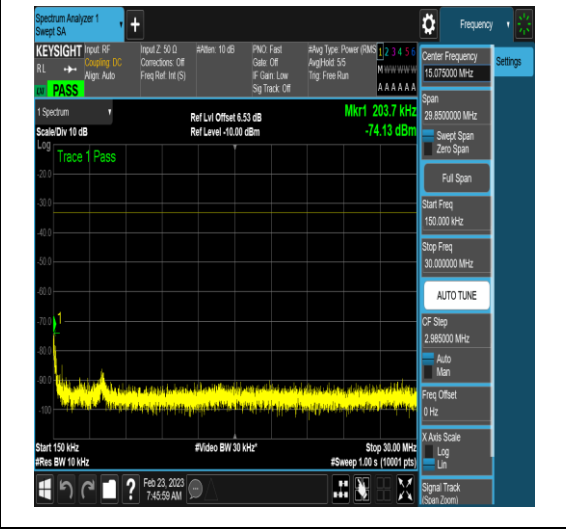 Spectrum Analyzer 1
Swept SA
Frequency
KEYSIGHT
RL
PASS
Input: RF
Coupling: DC
Align: Auto
Input Z: 50 Ω
Corrections: Off
Freq Ref: Int (S)
#Atten: 10 dB
PNO: Fast
Gate: Off
IF Gain: Low
Sig Track: Off
#Avg Type: Power (RMS
Avg|Hold: 5/5
Trig: Free Run
1 2 3 4 5 6
M W W W W W
A A A A A A
1 Spectrum
Scale/Div 10 dB
Ref Lvl Offset 6.53 dB
Ref Level -10.00 dBm
Mkr1 203.7 kHz
-74.13 dBm
Log
Trace 1 Pass
-20.0
-30.0
-40.0
-50.0
-60.0
-70.0
-80.0
-90.0
-100
1
Start 150 kHz
#Res BW 10 kHz
#Video BW 30 kHz*
Stop 30.00 MHz
#Sweep 1.00 s (10001 pts)
Center Frequency
15.075000 MHz
Settings
Span
29.8500000 MHz
Swept Span
Zero Span
Full Span
Start Freq
150.000 kHz
Stop Freq
30.000000 MHz
AUTO TUNE
CF Step
2.985000 MHz
Auto
Man
Freq Offset
0 Hz
X Axis Scale
Log
Lin
Signal Track
(Span Zoom)
?
Feb 23, 2023
7:45:59 AM